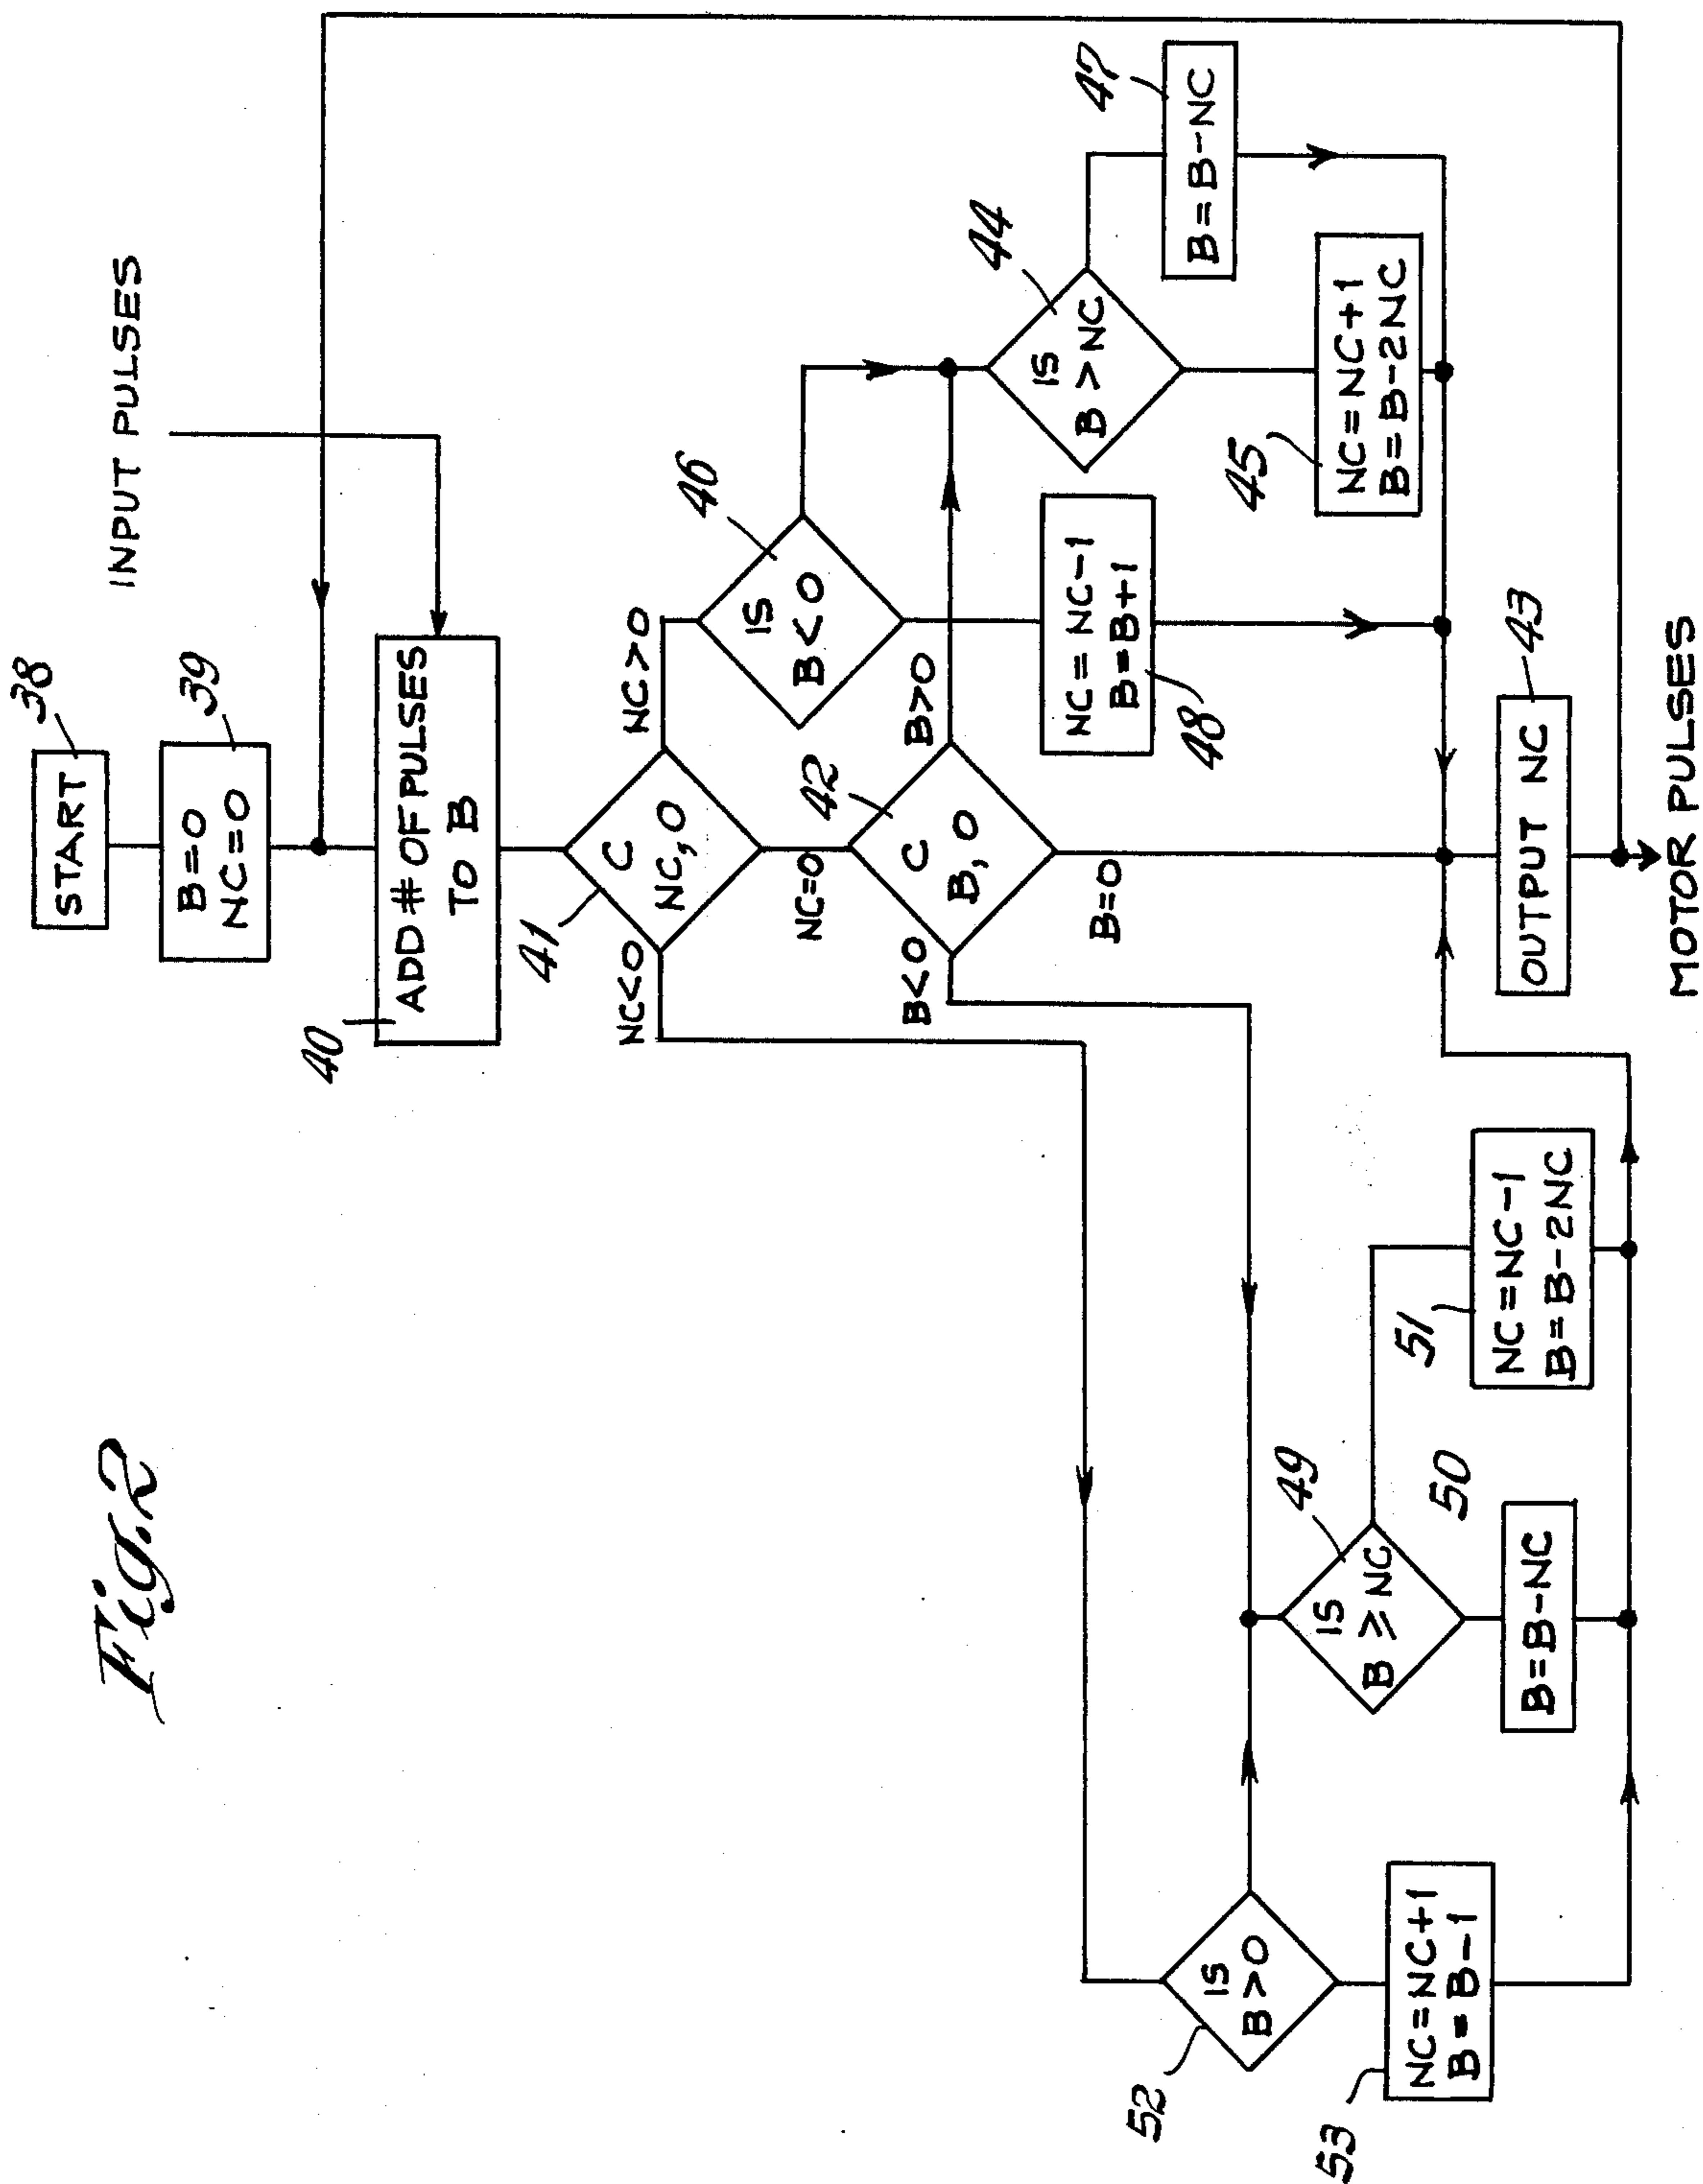 Fig. 2
START
38
B=0
NC=0
39
INPUT PULSES
ADD # OF PULSES
TO B
40
C
NC,0
41
NC<0
NC=0
NC>0
IS
B<0
46
C
B,0
42
B<0
B=0
B>0
IS
B>NC
44
B=B-NC
47
NC=NC-1
B=B+1
48
NC=NC+1
B=B-2NC
45
IS
B>0
52
NC=NC+1
B=B-1
53
IS
B≥NC
49
B=B-NC
50
NC=NC-1
B=B-2NC
51
OUTPUT NC
43
MOTOR PULSES